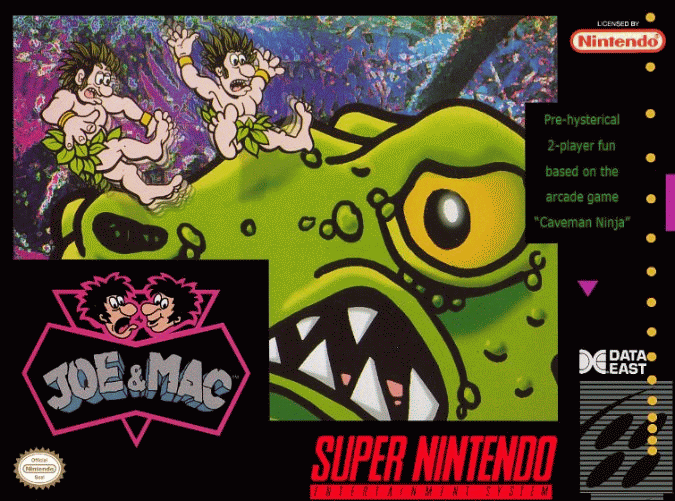 LICENSED BY
Nintendo
Pre-hysterical
2-player fun
based on the
arcade game
"Caveman Ninja"
JOE & MAC
DATA
EAST
Official
Nintendo
Seal
SUPER NINTENDO
ENTERTAINMENT SYSTEM